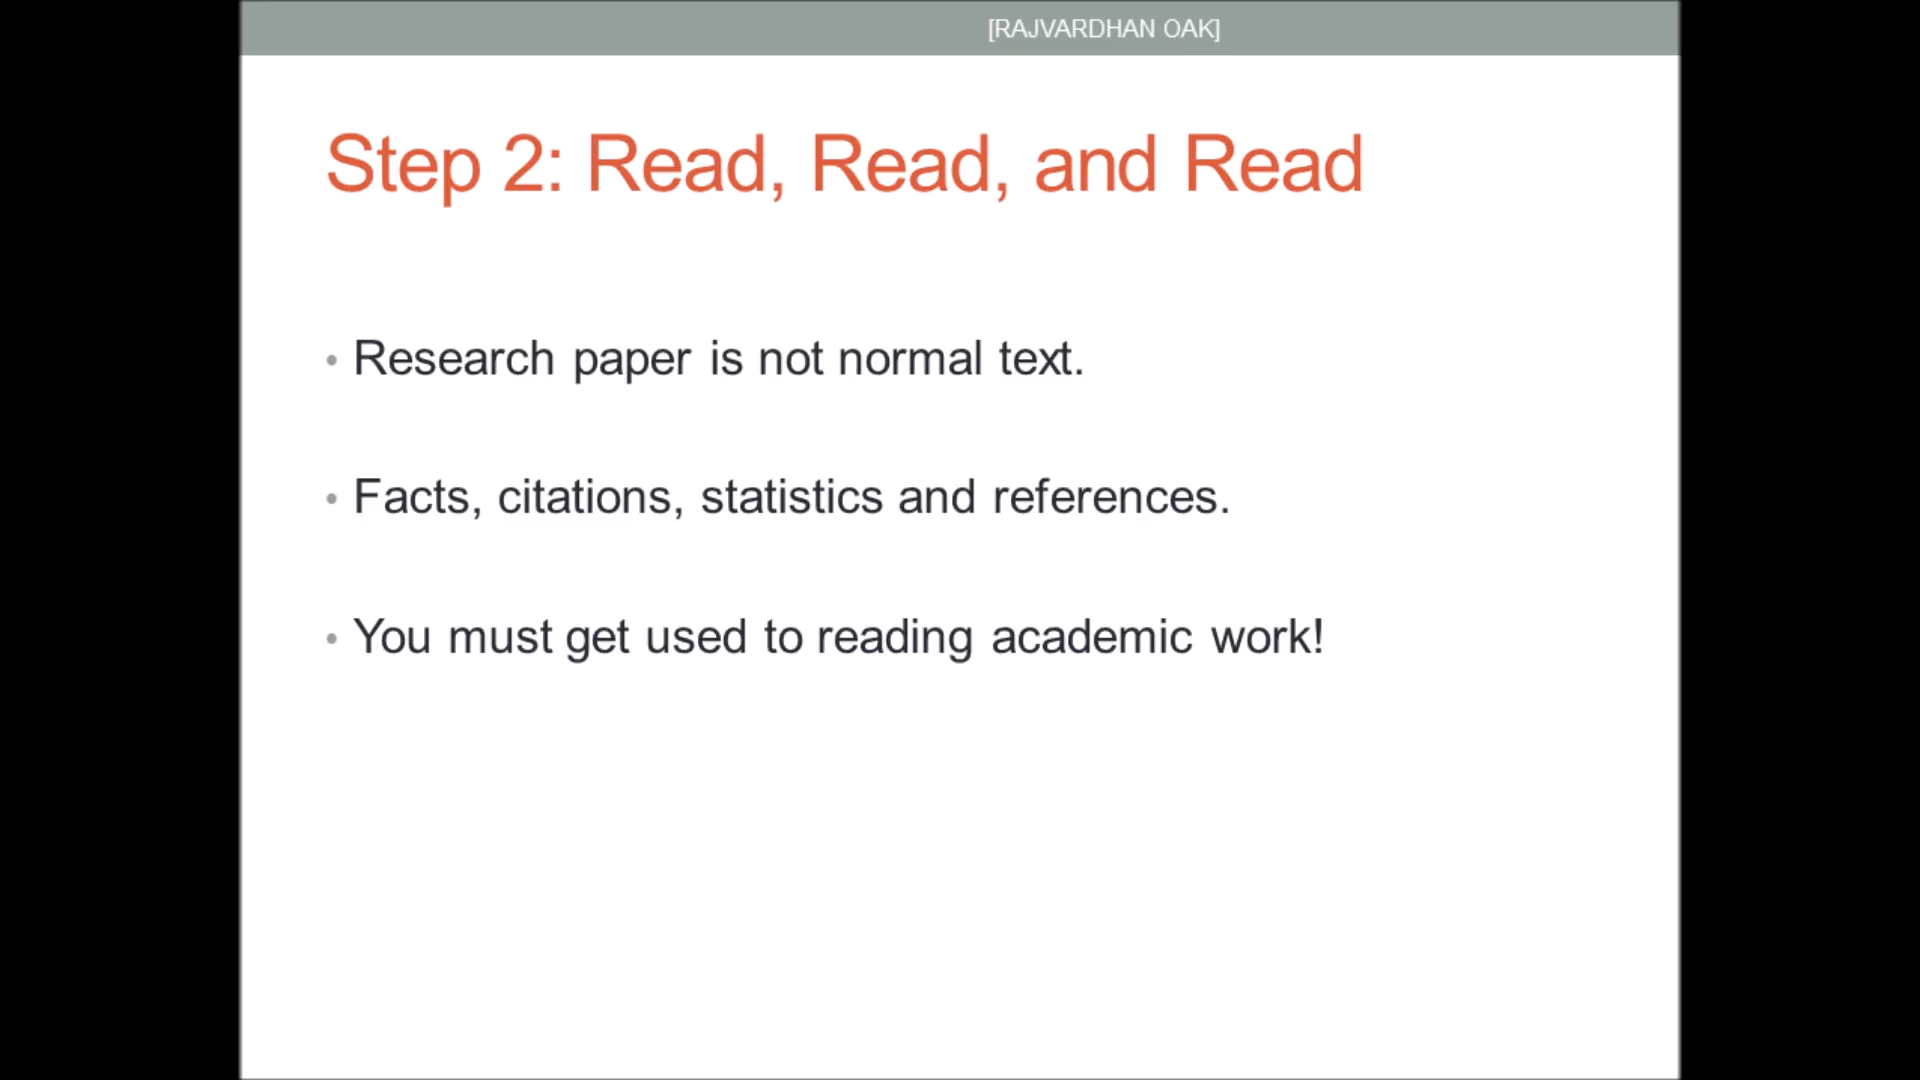 [RAJVARDHAN OAK]
Step 2: Read, Read, and Read
• Research paper is not normal text.
• Facts, citations, statistics and references.
• You must get used to reading academic work!